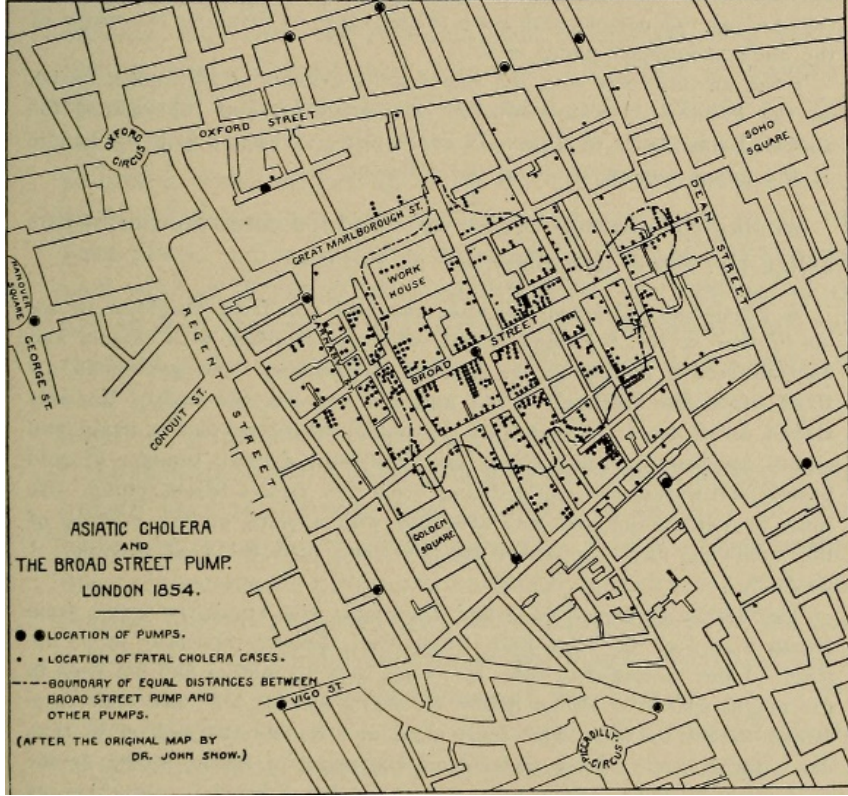 OXFORD STREET
OXFORD
CIRCUS
SOHO
SQUARE
DEAN STREET
GREAT MARLBOROUGH ST.
WORK
HOUSE
HANOVER
SQUARE
GEORGE ST.
REGENT STREET
CONDUIT ST.
CARNABY
BROAD STREET
GOLDEN
SQUARE
ASIATIC CHOLERA
AND
THE BROAD STREET PUMP.
LONDON 1854.
LOCATION OF PUMPS.
LOCATION OF FATAL CHOLERA CASES.
BOUNDARY OF EQUAL DISTANCES BETWEEN
BROAD STREET PUMP AND
OTHER PUMPS.
(AFTER THE ORIGINAL MAP BY
DR. JOHN SNOW.)
VIGO ST.
PICADILLY
CIRCUS